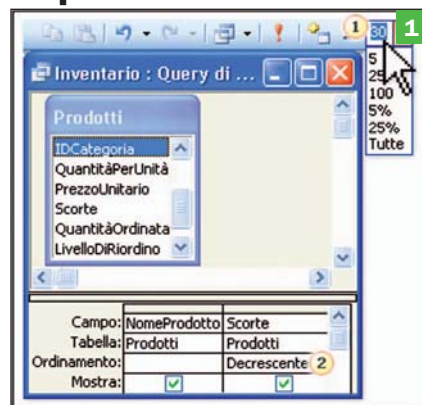 1 30 1
5
25
100
5%
25%
Tutte
Inventario : Query di ...
Prodotti
IDCategoria
QuantitàPerUnità
PrezzoUnitario
Scorte
QuantitàOrdinata
LivelloDiRiordino
Campo: NomeProdotto Scorte
Tabella: Prodotti Prodotti
Ordinamento: Decrescente 2
Mostra: